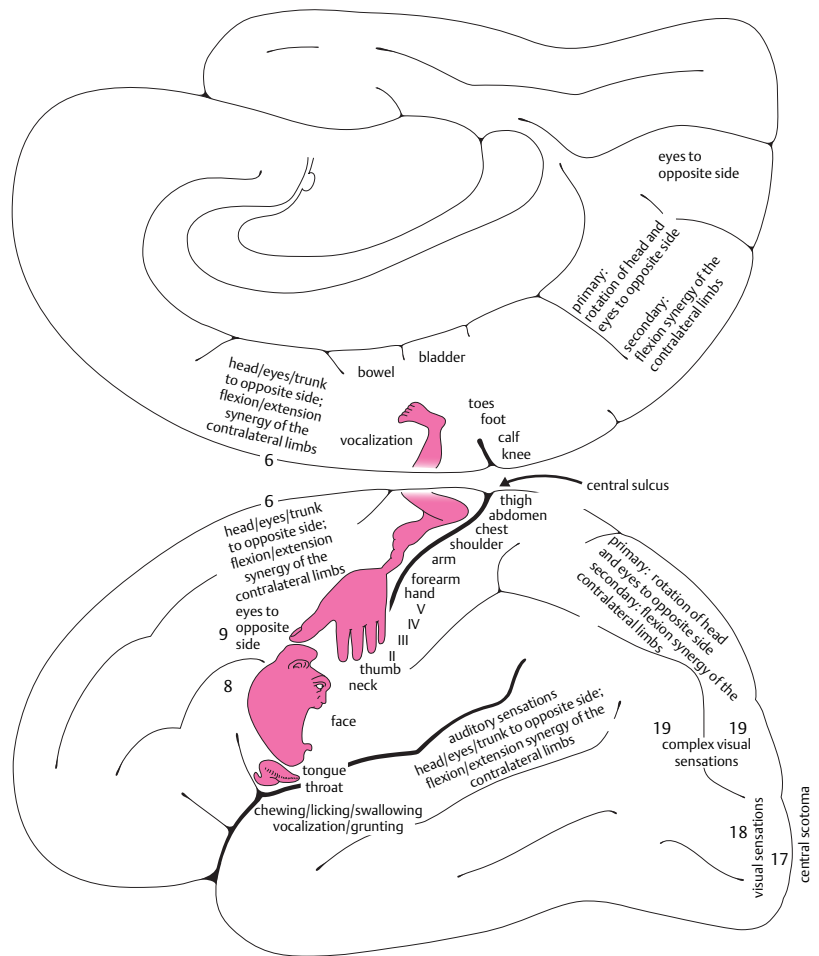 eyes to
opposite side
primary:
rotation of head and
eyes to opposite side
secondary:
flexion synergy of the
contralateral limbs
head/eyes/trunk
to opposite side;
flexion/extension
synergy of the
contralateral limbs
6
bowel
bladder
vocalization
toes
foot
calf
knee
central sulcus
6
head/eyes/trunk
to opposite side;
flexion/extension
synergy of the
contralateral limbs
thigh
abdomen
chest
shoulder
arm
forearm
hand
V
IV
III
II
thumb
neck
9
eyes to
opposite
side
8
face
tongue
throat
chewing/licking/swallowing
vocalization/grunting
auditory sensations
head/eyes/trunk to opposite side;
flexion/extension synergy of the
contralateral limbs
primary: rotation of head
and eyes to opposite side
secondary: flexion synergy of the
contralateral limbs
19
19
complex visual
sensations
18
visual sensations
17
central scotoma